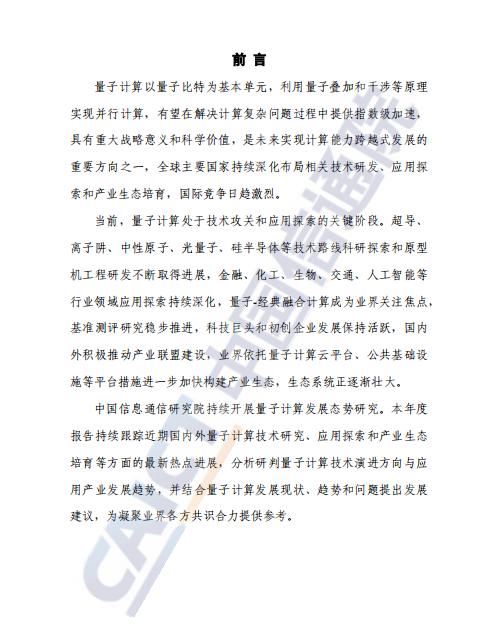 前 言
量子计算以量子比特为基本单元，利用量子叠加和干涉等原理
实现并行计算，有望在解决计算复杂问题过程中提供指数级加速，
具有重大战略意义和科学价值，是未来实现计算能力跨越式发展的
重要方向之一，全球主要国家持续深化布局相关技术研发、应用探
索和产业生态培育，国际竞争日趋激烈。
当前，量子计算处于技术攻关和应用探索的关键阶段。超导、
离子阱、中性原子、光量子、硅半导体等技术路线科研探索和原型
机工程研发不断取得进展，金融、化工、生物、交通、人工智能等
行业领域应用探索持续深化，量子-经典融合计算成为业界关注焦点，
基准测评研究稳步推进，科技巨头和初创企业发展保持活跃，国内
外积极推动产业联盟建设，业界依托量子计算云平台、公共基础设
施等平台措施进一步加快构建产业生态，生态系统正逐渐壮大。
中国信息通信研究院持续开展量子计算发展态势研究。本年度
报告持续跟踪近期国内外量子计算技术研究、应用探索和产业生态
培育等方面的最新热点进展，分析研判量子计算技术演进方向与应
用产业发展趋势，并结合量子计算发展现状、趋势和问题提出发展
建议，为凝聚业界各方共识合力提供参考。
CAICT 中国信通院